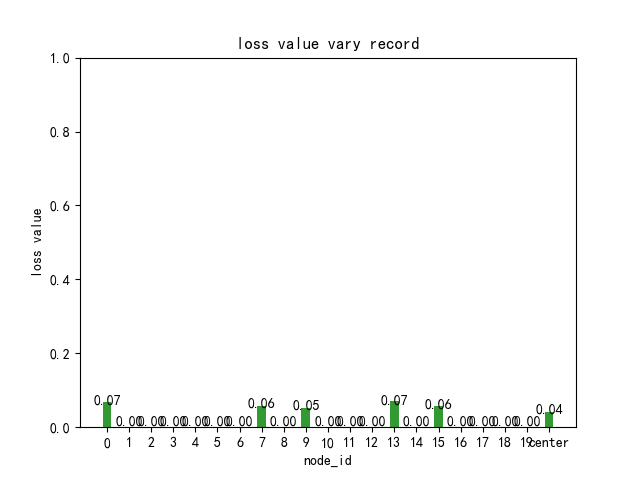 loss value vary record
1.0
0.8
0.6
0.4
0.2
0.0
loss value
0.07 0.00 0.00 0.00 0.00 0.00 0.00 0.06 0.00 0.05 0.00 0.00 0.00 0.07 0.00 0.06 0.00 0.00 0.00 0.00 0.04
0 1 2 3 4 5 6 7 8 9 10 11 12 13 14 15 16 17 18 19 center
node_id